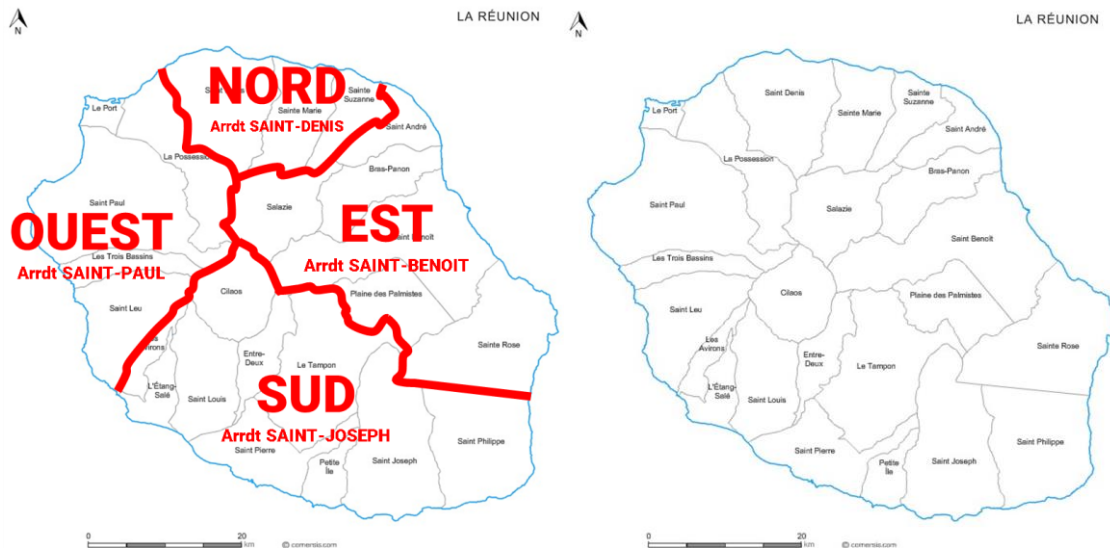 LA RÉUNION
N
NORD
Arrdt SAINT-DENIS
Sainte
Suzanne
Le Port
Sainte Marie
Saint André
La Possession
Bras-Panon
Saint Paul
Salazie
OUEST
Arrdt SAINT-PAUL
EST
Arrdt SAINT-BENOIT
Les Trois Bassins
Cilaos
Plaine des Palmistes
Saint Leu
Avirons
Entre-
Deux
Le Tampon
Sainte Rose
L'Étang-
Salé
Saint Louis
SUD
Arrdt SAINT-JOSEPH
Saint Pierre
Petite
Île
Saint Joseph
Saint Philippe
0 20
km
© comersis.com
LA RÉUNION
N
Saint Denis
Sainte
Suzanne
Le Port
Sainte Marie
Saint André
La Possession
Bras-Panon
Saint Paul
Salazie
Saint Benoît
Les Trois Bassins
Cilaos
Plaine des Palmistes
Saint Leu
Les
Avirons
Entre-
Deux
Le Tampon
Sainte Rose
L'Étang-
Salé
Saint Louis
Saint Pierre
Petite
Île
Saint Joseph
Saint Philippe
0 20
km
© comersis.com